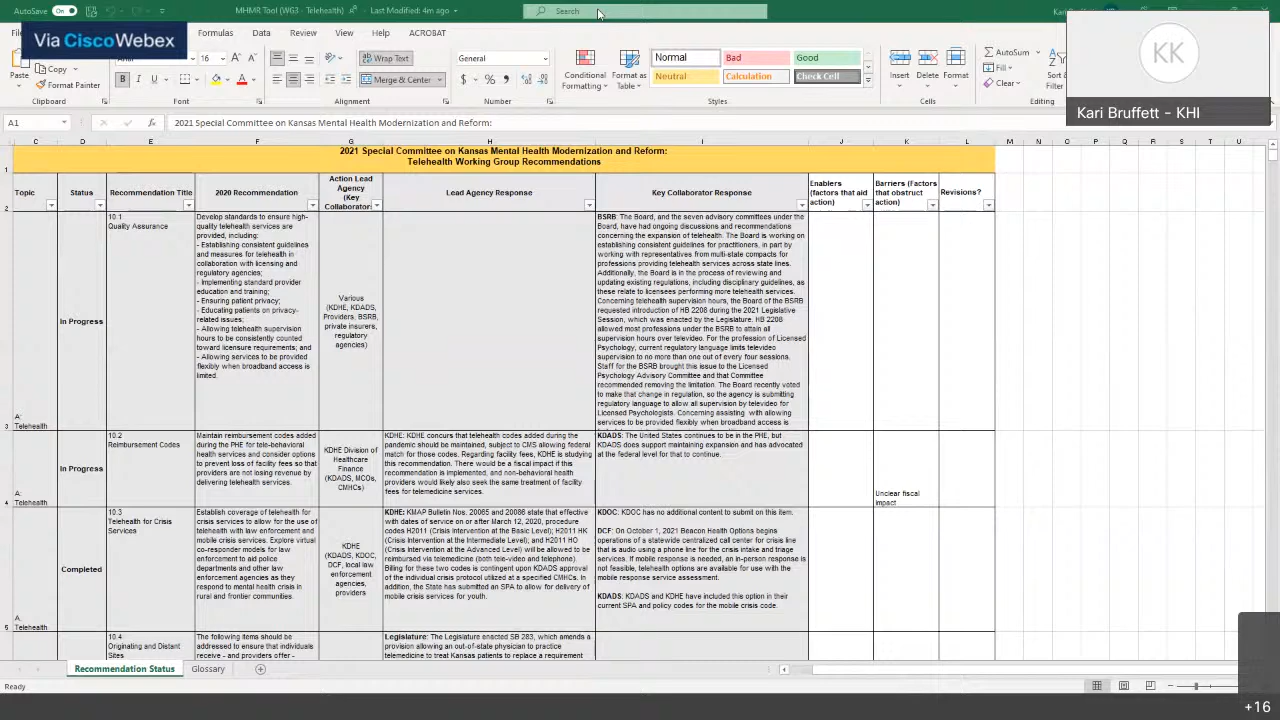 AutoSave On MHMR Tool (WG3 - Telehealth) Last Modified: 4m ago Search
Via CiscoWebex
Formulas Data Review View Help ACROBAT
KK
Kari Bruffett - KHI
Paste Copy Format Painter
16 Wrap Text Merge & Center General
Conditional Formatting Format as Table
Normal Bad Good
Neutral Calculation Check Cell
Insert Delete Format
AutoSum Fill Clear
Clipboard Font Alignment Number Styles Cells Editing
A1 2021 Special Committee on Kansas Mental Health Modernization and Reform:
C D E F G H I J K L M N O P Q R S T U
2021 Special Committee on Kansas Mental Health Modernization and Reform:
Telehealth Working Group Recommendations
Topic Status Recommendation Title 2020 Recommendation Action Lead Agency (Key Collaborator Lead Agency Response Key Collaborator Response Enablers (factors that aid action) Barriers (Factors that obstruct action) Revisions?
A: Telehealth
In Progress
10.1
Quality Assurance
Develop standards to ensure high-
quality telehealth services are
provided, including:
- Establishing consistent guidelines
and measures for telehealth in
collaboration with licensing and
regulatory agencies;
- Implementing standard provider
education and training;
- Ensuring patient privacy;
- Educating patients on privacy-
related issues;
- Allowing telehealth supervision
hours to be consistently counted
toward licensure requirements; and
- Allowing services to be provided
flexibly when broadband access is
limited.
Various
(KDHE, KDADS,
Providers, BSRB,
private insurers,
regulatory
agencies)
BSRB: The Board, and the seven advisory committees under the
Board, have had ongoing discussions and recommendations
concerning the expansion of telehealth. The Board is working on
establishing consistent guidelines for practitioners, in part by
working with representatives from multi-state compacts for
professions providing telehealth services across state lines.
Additionally, the Board is in the process of reviewing and
updating existing regulations, including disciplinary guidelines, as
these relate to licensees performing more telehealth services.
Concerning telehealth supervision hours, the Board of the BSRB
requested introduction of HB 2208 during the 2021 Legislative
Session, which was enacted by the Legislature. HB 2208
allowed most professions under the BSRB to attain all
supervision hours over televideo. For the profession of Licensed
Psychology, current regulatory language limits televideo
supervision to no more than one out of every four sessions.
Staff for the BSRB brought this issue to the Licensed
Psychology Advisory Committee and that Committee
recommended removing the limitation. The Board recently voted
to make that change in regulation, so the agency is submitting
regulatory language to allow all supervision by televideo for
Licensed Psychologists. Concerning assisting with allowing
services to be provided flexibly when broadband access is
A: Telehealth
In Progress
10.2
Reimbursement Codes
Maintain reimbursement codes added
during the PHE for tele-behavioral
health services and consider options
to prevent loss of facility fees so that
providers are not losing revenue by
delivering telehealth services.
KDHE Division of
Healthcare
Finance
(KDADS, MCOs,
CMHCs)
KDHE: KDHE concurs that telehealth codes added during the
pandemic should be maintained, subject to CMS allowing federal
match for those codes. Regarding facility fees, KDHE is studying
this recommendation. There would be a fiscal impact if this
recommendation is implemented, and non-behavioral health
providers would likely also seek the same treatment of facility
fees for telemedicine services.
KDADS: The United States continues to be in the PHE, but
KDADS does support maintaining expansion and has advocated
at the federal level for that to continue.
Unclear fiscal
impact
A: Telehealth
Completed
10.3
Telehealth for Crisis
Services
Establish coverage of telehealth for
crisis services to allow for the use of
telehealth with law enforcement and
mobile crisis services. Explore virtual
co-responder models for law
enforcement to aid police
departments and other law
enforcement agencies as they
respond to mental health crisis in
rural and frontier communities.
KDHE
(KDADS, KDOC,
DCF, local law
enforcement
agencies,
providers
KDHE: KMAP Bulletin Nos. 20065 and 20086 state that effective
with dates of service on or after March 12, 2020, procedure
codes H2011 (Crisis Intervention at the Basic Level); H2011 HK
(Crisis Intervention at the Intermediate Level); and H2011 HO
(Crisis Intervention at the Advanced Level) will be allowed to be
reimbursed via telemedicine (both tele-video and telephone).
Billing for these two codes is contingent upon KDADS approval
of the individual crisis protocol utilized at a specified CMHCs. In
addition, the State has submitted an SPA to allow for delivery of
mobile crisis services for youth.
KDOC: KDOC has no additional content to submit on this item.
DCF: On October 1, 2021 Beacon Health Options begins
operations of a statewide centralized call center for crisis line
that is audio using a phone line for the crisis intake and triage
services. If mobile response is needed, an in-person response is
not feasible, telehealth options are available for use with the
mobile response service assessment.
KDADS: KDADS and KDHE have included this option in their
current SPA and policy codes for the mobile crisis code.
10.4
Originating and Distant
Sites
The following items should be
addressed to ensure that individuals
receive - and providers offer -
Legislature: The Legislature enacted SB 283, which amends a
provision allowing an out-of-state physician to practice
telemedicine to treat Kansas patients to replace a requirement
Recommendation Status Glossary
Ready
+16